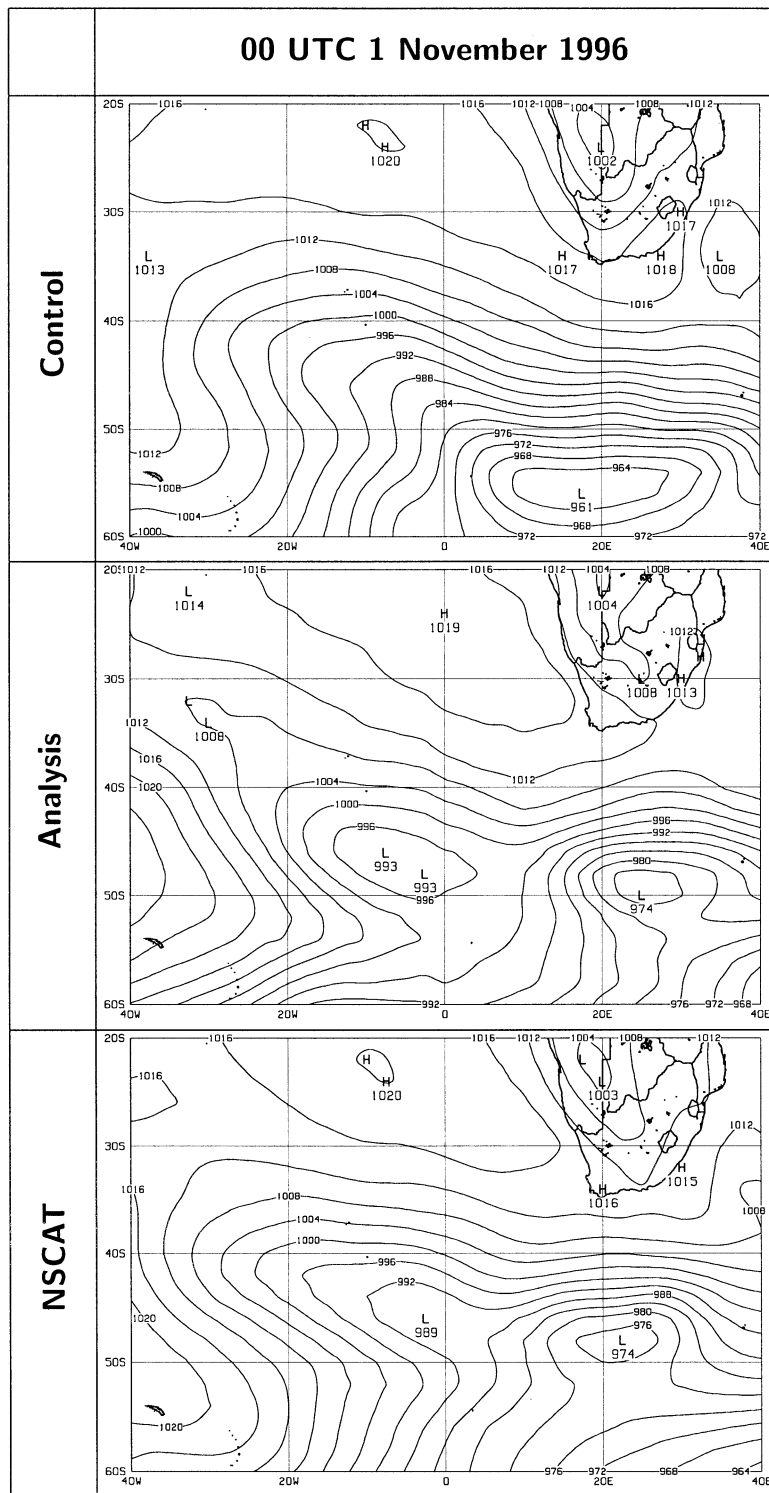 00 UTC 1 November 1996
Control
20S 1016 1016 1012 1008 1004 1008 1012
H
H 1020
L 1002
30S 1012
H 1017
L 1013
1012
H 1017
H 1018
L 1008
1008
1004 1016
40S 1000
996
992
988
984
50S 976
1012 972
968 964
1008
L 961
1004
968
60S 1000 972 972 972
40W 20W 0 20E 40E
Analysis
20S 1012 1016 1016 1012 1004 1008
L 1014
H 1019
L 1004
1012
30S
L 1008
H 1013
L
L 1008
1012
1016
1020
40S 1004 1012
1000 996
996 992
L 993
980
L 993
50S 996
L 974
60S 992 976 972 968
40W 20W 0 20E 40E
NSCAT
20S 1016 1016 1012 1004 1008 1012
H
H 1020
L
L 1003
1016
1012
30S
H 1015
1016
H 1016
1008 1008
1004
40S 1000
996
992 988
980
1020 976
L 989
L 974
50S
1020
60S 976 972 968 964
40W 20W 0 20E 40E